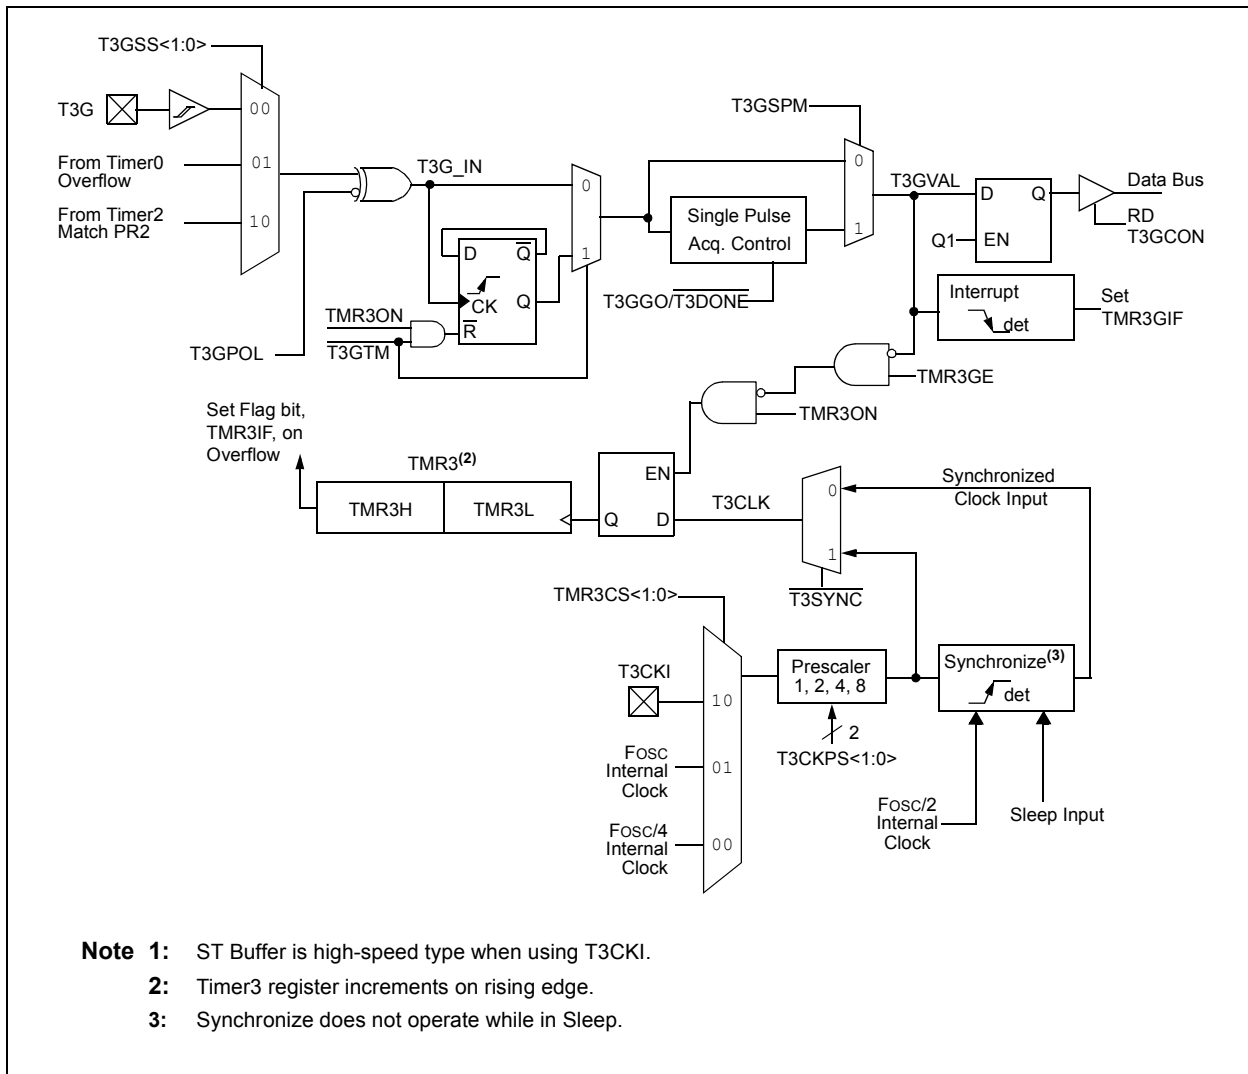 T3GSS<1:0>
T3G
00
From Timer0
Overflow
01
From Timer2
Match PR2
10
T3G_IN
0
1
D
Q
CK
Q
R
TMR3ON
T3GTM
T3GPOL
T3GSPM
0
1
Single Pulse
Acq. Control
T3GGO/T3DONE
T3GVAL
D
Q
Q1
EN
Data Bus
RD
T3GCON
Interrupt
det
Set
TMR3GIF
TMR3GE
TMR3ON
Set Flag bit,
TMR3IF, on
Overflow
TMR3(2)
TMR3H
TMR3L
EN
Q
D
T3CLK
0
1
Synchronized
Clock Input
T3SYNC
TMR3CS<1:0>
T3CKI
10
FOSC
Internal
Clock
01
FOSC/4
Internal
Clock
00
Prescaler
1, 2, 4, 8
2
T3CKPS<1:0>
Synchronize(3)
det
FOSC/2
Internal
Clock
Sleep Input
Note 1: ST Buffer is high-speed type when using T3CKI.
2: Timer3 register increments on rising edge.
3: Synchronize does not operate while in Sleep.